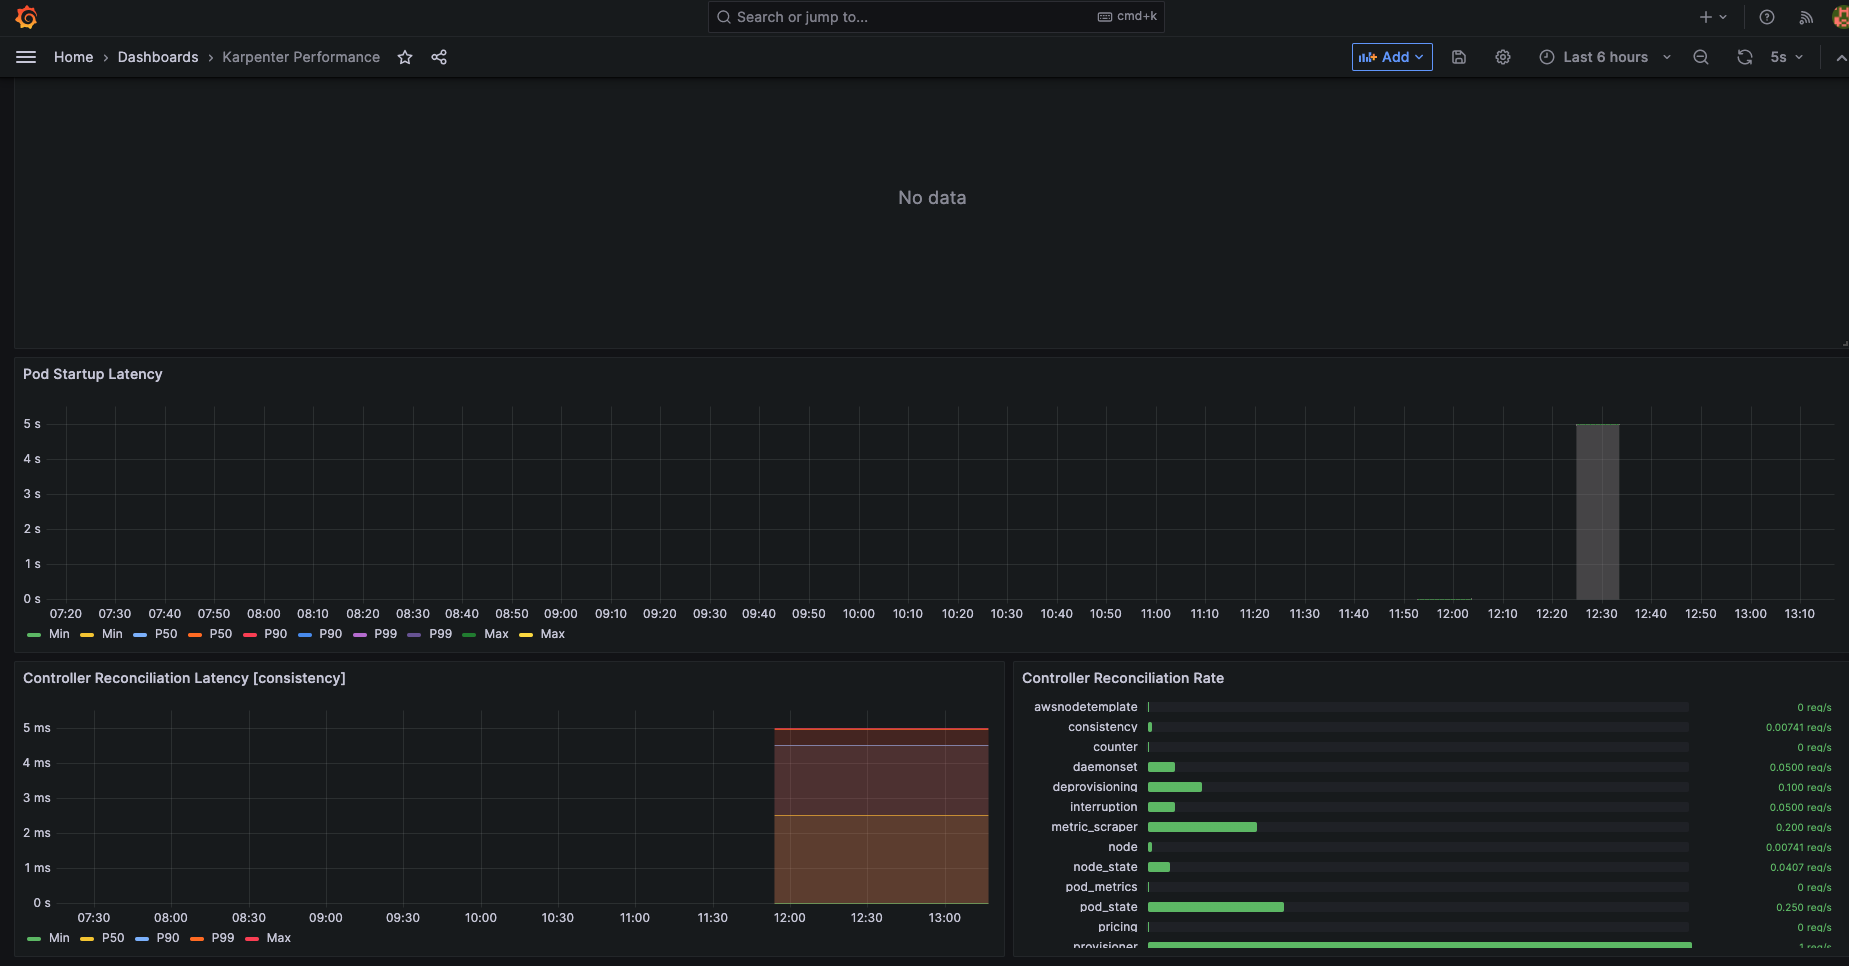 Search or jump to... cmd+k
Home › Dashboards › Karpenter Performance Add Last 6 hours 5s
No data
Pod Startup Latency
5 s
4 s
3 s
2 s
1 s
0 s
07:20 07:30 07:40 07:50 08:00 08:10 08:20 08:30 08:40 08:50 09:00 09:10 09:20 09:30 09:40 09:50 10:00 10:10 10:20 10:30 10:40 10:50 11:00 11:10 11:20 11:30 11:40 11:50 12:00 12:10 12:20 12:30 12:40 12:50 13:00 13:10
Min Min P50 P50 P90 P90 P99 P99 Max Max
Controller Reconciliation Latency [consistency]
5 ms
4 ms
3 ms
2 ms
1 ms
0 s
07:30 08:00 08:30 09:00 09:30 10:00 10:30 11:00 11:30 12:00 12:30 13:00
Min P50 P90 P99 Max
Controller Reconciliation Rate
awsnodetemplate 0 req/s
consistency 0.00741 req/s
counter 0 req/s
daemonset 0.0500 req/s
deprovisioning 0.100 req/s
interruption 0.0500 req/s
metric_scraper 0.200 req/s
node 0.00741 req/s
node_state 0.0407 req/s
pod_metrics 0 req/s
pod_state 0.250 req/s
pricing 0 req/s
provisioner 1 req/s